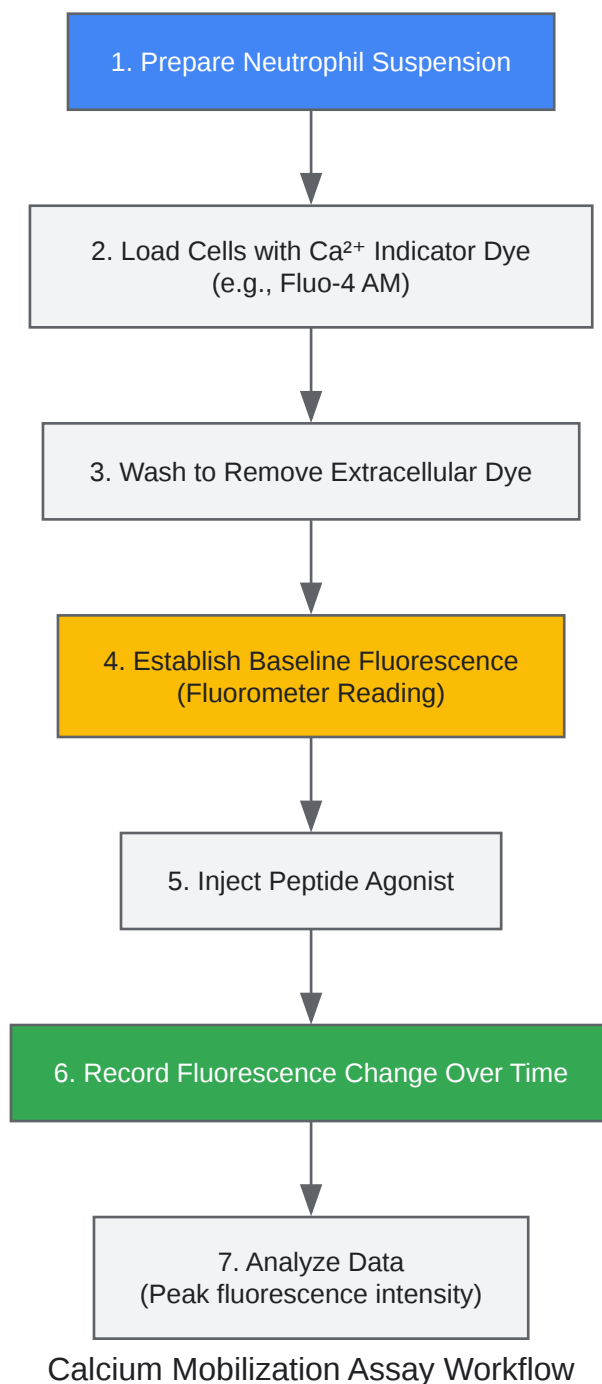 1. Prepare Neutrophil Suspension
2. Load Cells with Ca²⁺ Indicator Dye
(e.g., Fluo-4 AM)
3. Wash to Remove Extracellular Dye
4. Establish Baseline Fluorescence
(Fluorometer Reading)
5. Inject Peptide Agonist
6. Record Fluorescence Change Over Time
7. Analyze Data
(Peak fluorescence intensity)
Calcium Mobilization Assay Workflow